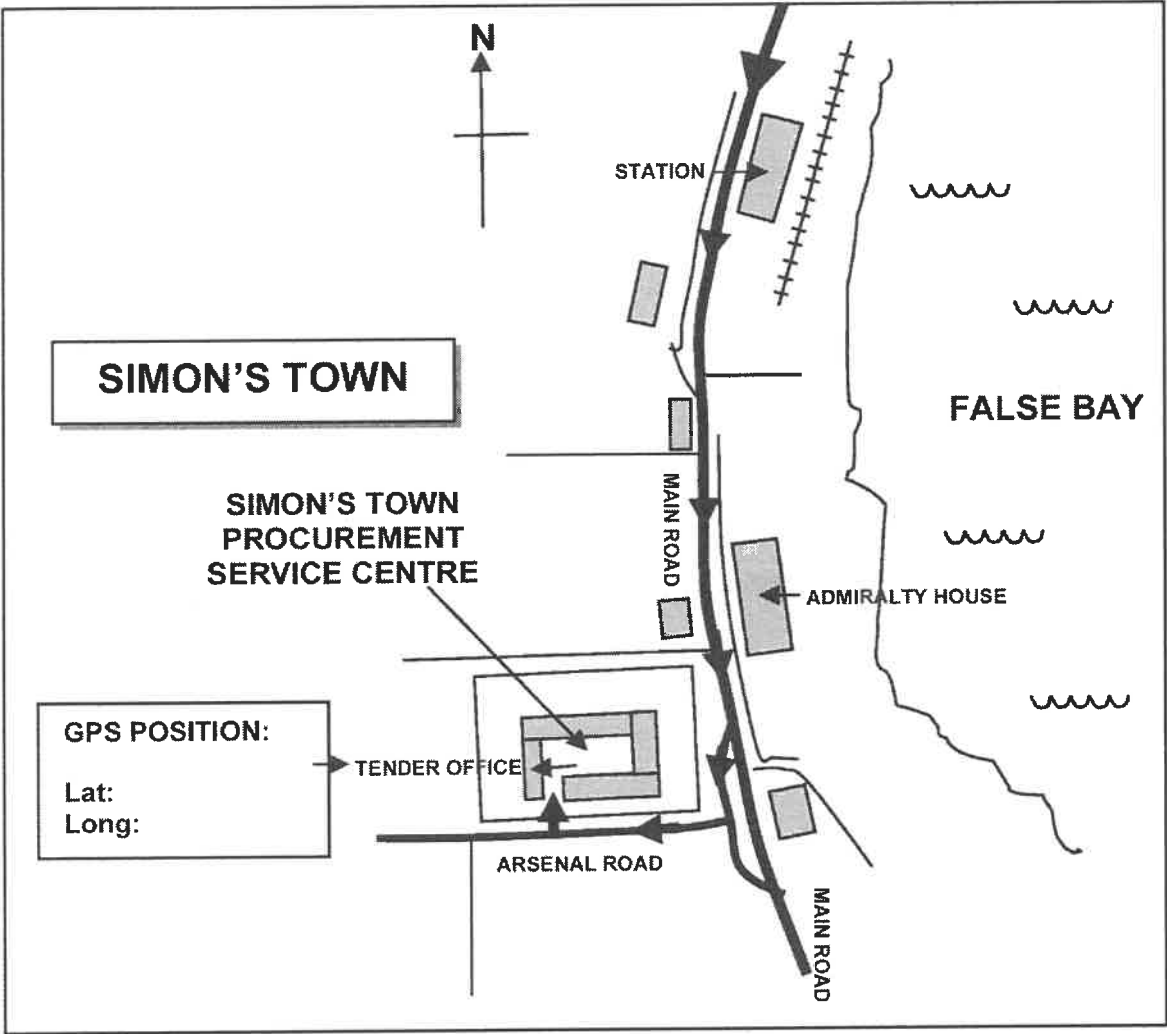 N
STATION
SIMON'S TOWN
FALSE BAY
SIMON'S TOWN
PROCUREMENT
SERVICE CENTRE
MAIN ROAD
ADMIRALTY HOUSE
GPS POSITION:
Lat:
Long:
TENDER OFFICE
ARSENAL ROAD
MAIN ROAD